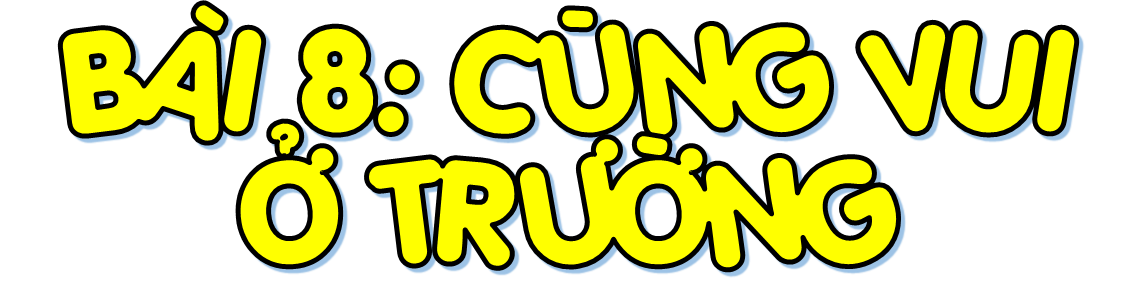 BÀI 8: CÙNG VUI
Ở TRƯỜNG